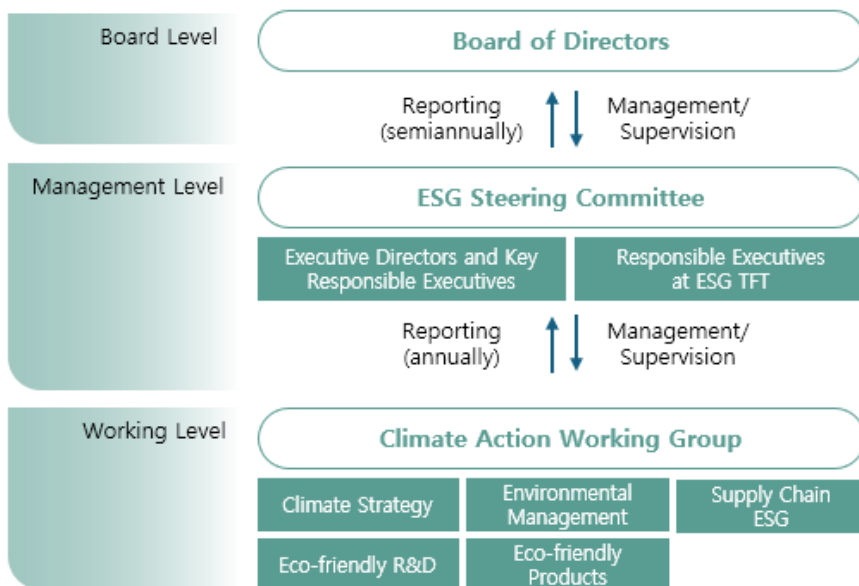 Board Level
Board of Directors
Reporting
(semiannually)
Management/
Supervision
Management Level
ESG Steering Committee
Executive Directors and Key
Responsible Executives
Responsible Executives
at ESG TFT
Reporting
(annually)
Management/
Supervision
Working Level
Climate Action Working Group
Climate Strategy
Environmental
Management
Supply Chain
ESG
Eco-friendly R&D
Eco-friendly
Products